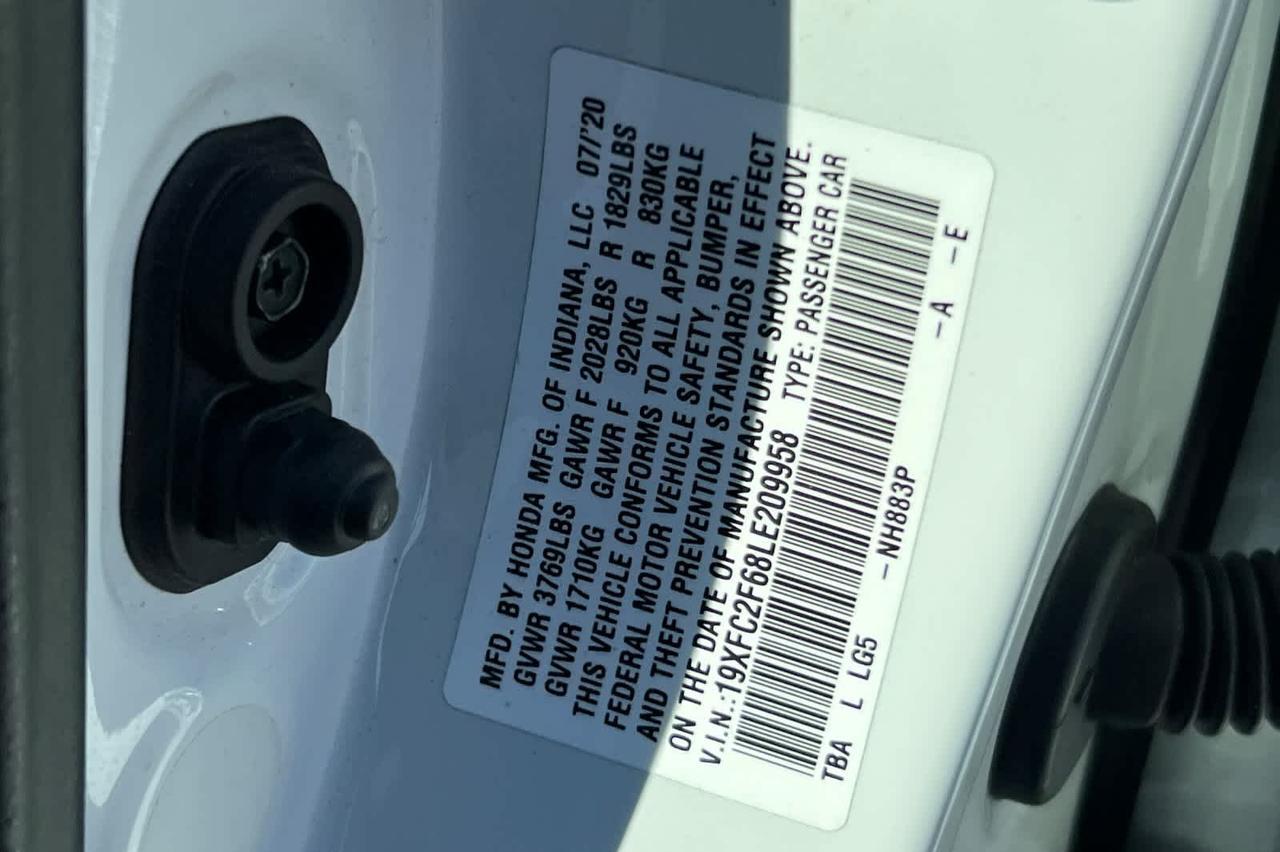 MFD. BY HONDA MFG. OF INDIANA, LLC 07/'20
GVWR 3769LBS GAWR F 2028LBS R 1829LBS
GVWR 1710KG GAWR F 920KG R 830KG
THIS VEHICLE CONFORMS TO ALL APPLICABLE
FEDERAL MOTOR VEHICLE SAFETY, BUMPER,
AND THEFT PREVENTION STANDARDS IN EFFECT
ON THE DATE OF MANUFACTURE SHOWN ABOVE.
V.I.N.:19XFC2F68LE209958 TYPE: PASSENGER CAR
TBA L LG5 –NH883P –A –E